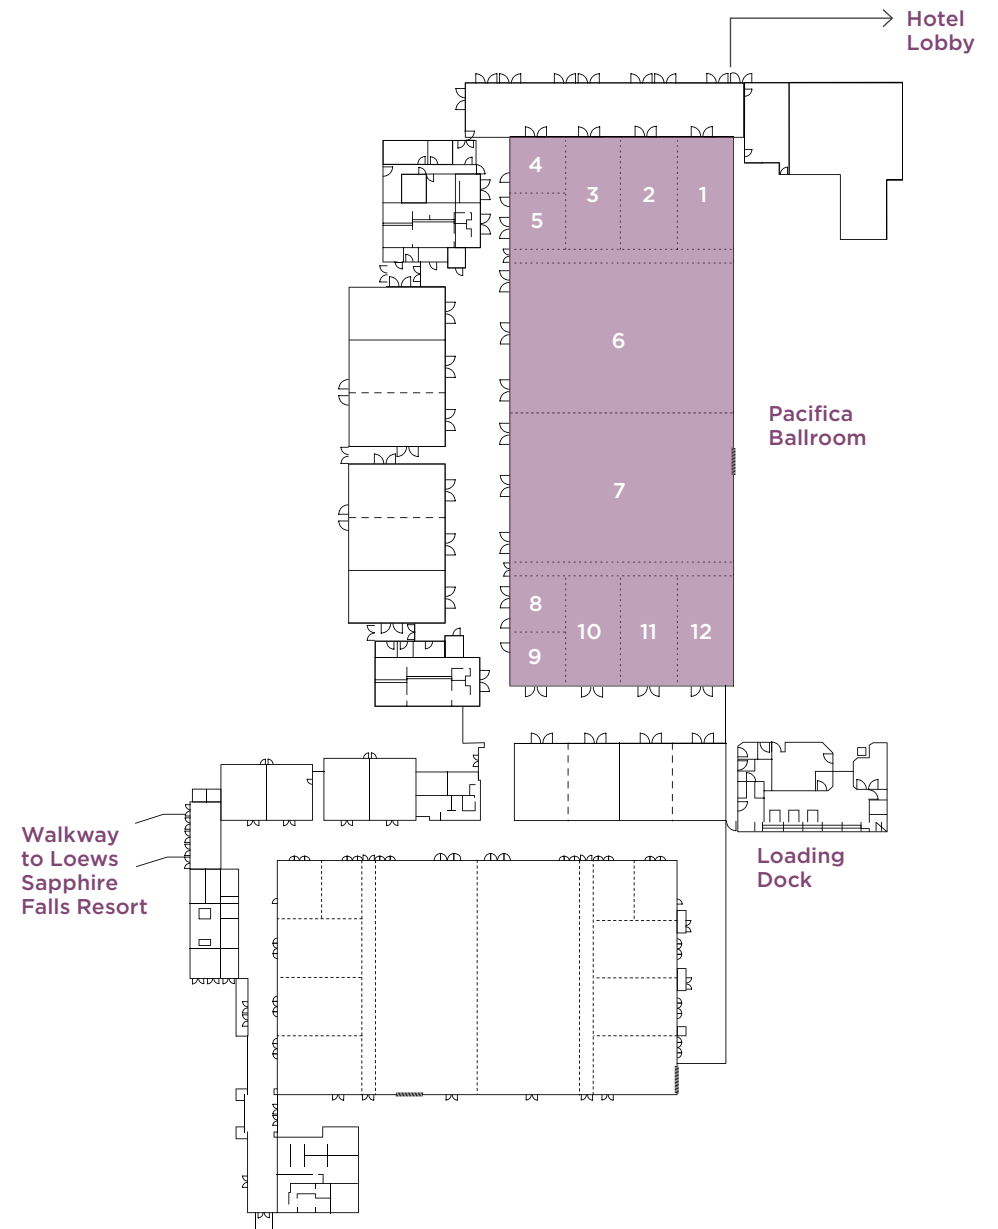 Hotel
Lobby
4
3
2
1
5
6
Pacifica
Ballroom
7
8
10
11
12
9
Walkway
to Loews
Sapphire
Falls Resort
Loading
Dock